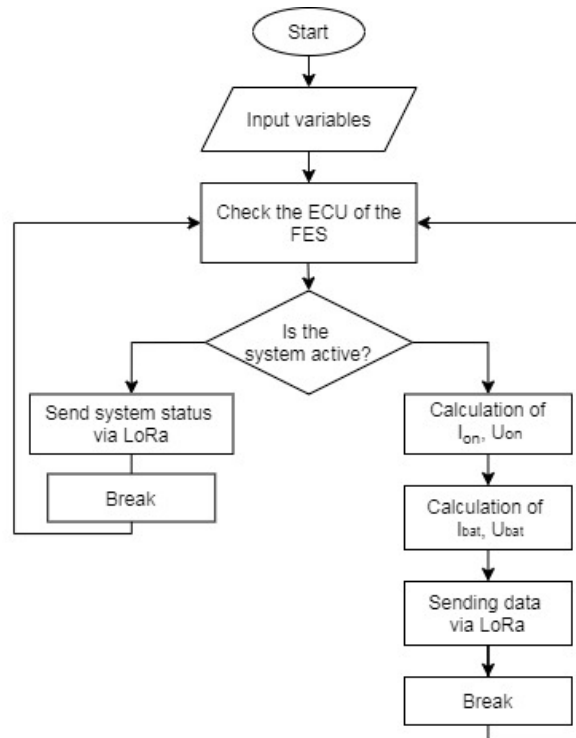 Start
Input variables
Check the ECU of the
FES
Is the
system active?
Send system status
via LoRa
Break
Calculation of
Ion, Uon
Calculation of
Ibat, Ubat
Sending data
via LoRa
Break